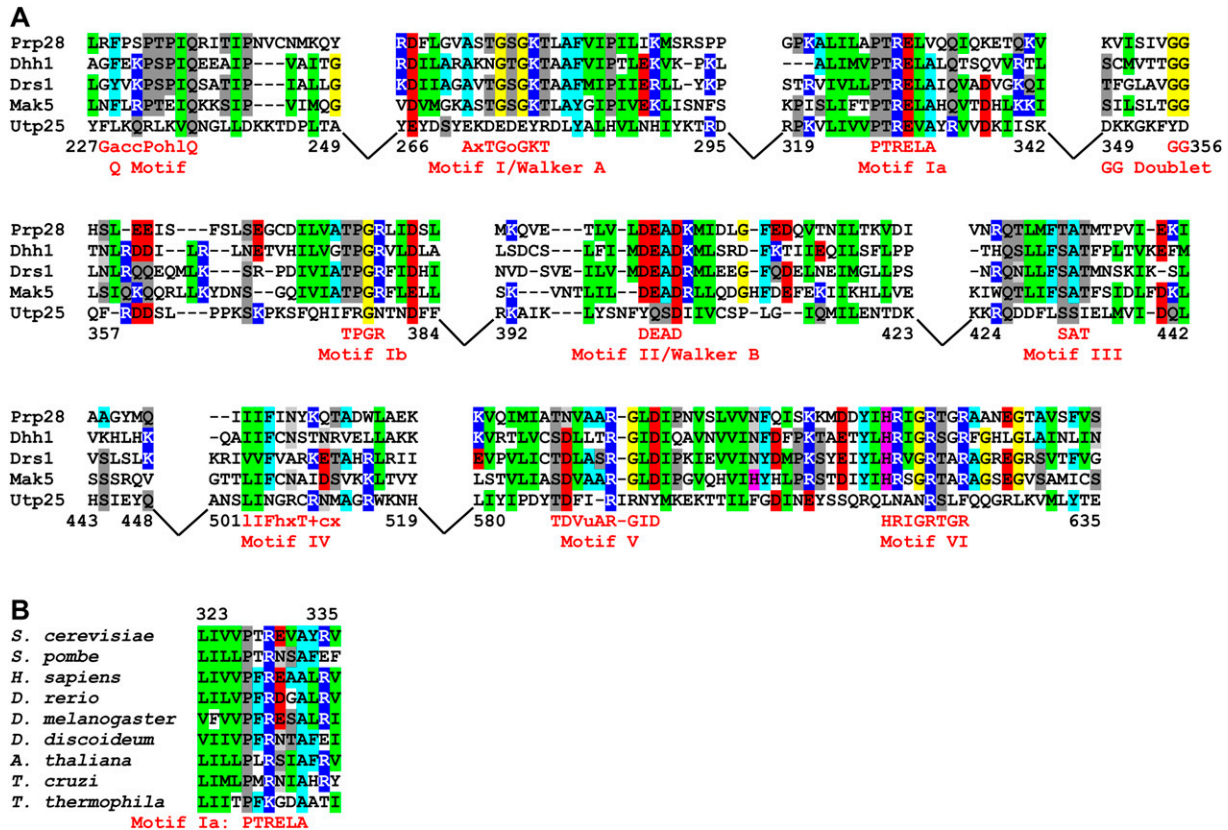 A
Prp28 LRFPSPTPIQRITIPNVCNMKQY RDFLGVASTGSGKTLAFVIPILIKMSRSPP GPKALILAPTRELVQQIQKETQKV KVISIVGG
Dhh1 AGFEKPSPIQEEAIP---VAITG RDILARAKNGTGKTAAFVIPTLEKVK-PKL ---ALIMVPTRELALQTSQVVRTL SCMVTTGG
Drs1 LGYVKPSPIQSATIP---IALLG KDIIAGAVTGSGKTAAFMIPIIERLL-YKP STRVIVLLPTRELAIQVADVGKQI TFGLAVGG
Mak5 LNFLRPTEIQKKSIP---VIMQG VDVMGKASTGSGKTLAYGIPIVEKLISNFS KPISLIFTPTRELAHQVTDHLKKI SILSLTGG
Utp25 YFLKQRLKVQNGLLDKKTDPLTA YEYDSYEKDEDEYRDLYALHVLNHIYKTRD RPKVLIVVPTREVAYRVVDKIISK DKKGKFYD
227GaccPohlQ 249 266 AxTGoGKT 295 319 PTRELA 342 349 GG356
Q Motif Motif I/Walker A Motif Ia GG Doublet
Prp28 HSL-EEIS---FSLSEGCDILVATPGRLIDSL MKQVE---TLV-LDEADKMIDLG-FEDQVTNILTKVDI VNRQTLMFTATMTPVI-EKI
Dhh1 TNLRDDILR--LNETVHILVGTPGRVLDLA LSDCS---LFI-MDEADKMLSRD-FKTIIEQILSFLPP --THQSLLFSATFPLTVKEFM
Drs1 LNLRQQEQMLK---SRPDIVIATPGRFIDHI NVD-SVE-ILV-MDEADRMLEEG-FQDELNEIMGLLPS -NRQNLLFSATMNSKIK-SL
Mak5 LSIQKQQRLLKYDNS-GQIVIATPGRFLELL SK---VNTLIL-DEADRLLQDGHFDEFEKIIKHLLVE KIWQTLIFSATFSIDLFDKL
Utp25 QF-RDDSL--PPKSKPKSFQHIFRGNTNDFF RKAIK---LYSNFYQSDIIVCSP-LG--IQMILENTDK KKRQDDFLSSIELMVI-DQL
357 TPGR 384 392 DEAD 423 424 SAT 442
Motif Ib Motif II/Walker B Motif III
Prp28 AAGYMQ --IIIFINYKQTADWLAEK KVQIMIATNVAAR-GLDIPNVSLVVNFQISKKMDDYIHRIGRTGRAANEGTAVSFVS
Dhh1 VKHLHK -QAIIFCNSTNRVELLAKK KVRTLVCSDLLTR-GIDIQAVNVVINFDFPKTAETYLHRIGRSGRFGHLGLAINLIN
Drs1 VSLSLK KKRIVVFVARKETAHRLRII EVPVLICTDLASR-GLDIPKIEVVINYDMPKSYEIYLHRVGRTARAGREGRSVTFVG
Mak5 SSSRQV -GTTLIFCNAIDSVKKLTVY LSTVLIASDVAAR-GLDIPGVQHVIHYHLPRSTDIYIHRSGRTARAGSEGVSAMICS
Utp25 HSIEYQ ANSLINGRCRNMAGRWKNH LIYIPDYTDFI-RIRNYMKEKTTILFGDINEYSSQRQLNANRSLFQQGRLKVMLYTE
443 448 501lIFhxT+cx 519 580 TDVuAR-GID HRIGRTGR 635
Motif IV Motif V Motif VI
B
323 335
S. cerevisiae LIVVPTREVAYRV
S. pombe LILLPTRNSAFEF
H. sapiens LIVVPFREAALRV
D. rerio LILVPFRDGALRV
D. melanogaster VFVVPFRESALRI
D. discoideum VIIVPFRNTAFEI
A. thaliana LILLPLRSIAFRV
T. cruzi LIMLPMRNIAHRY
T. thermophila LIITPFKGDAATI
Motif Ia: PTRELA